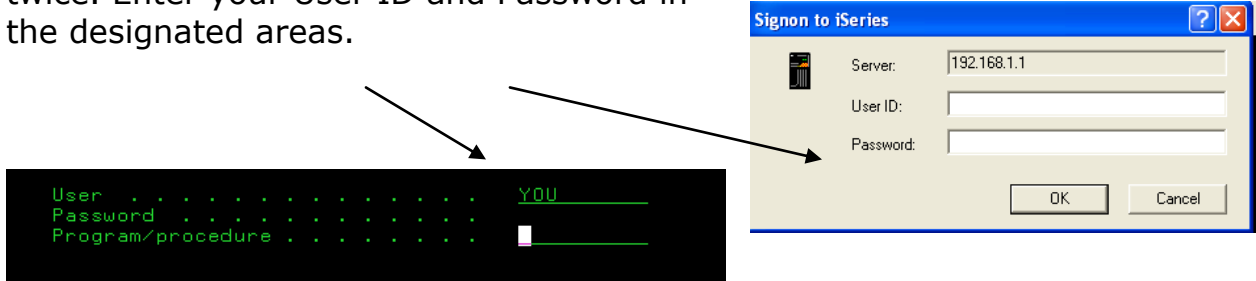 twice. Enter your User ID and Password in
the designated areas.
Signon to iSeries
Server: 192.168.1.1
User ID:
Password:
OK Cancel
User . . . . . . . . . . . . . . YOU
Password . . . . . . . . . . . .
Program/procedure . . . . . . . .